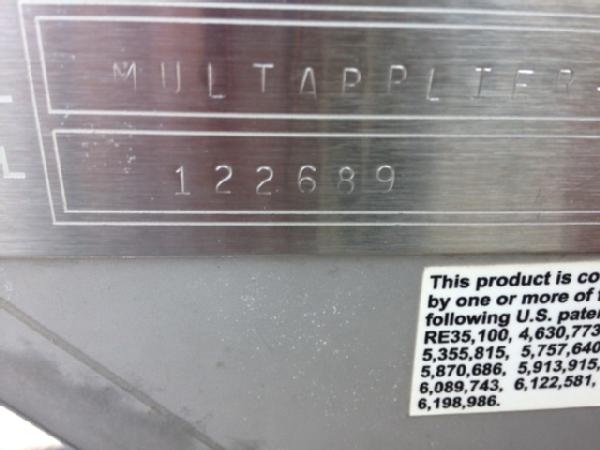 MULTAPPLIER
122689
This product is co
by one or more of
following U.S. pate
RE35,100, 4,630,773
5,355,815, 5,757,640
5,870,686, 5,913,915,
6,089,743, 6,122,581,
6,198,986.